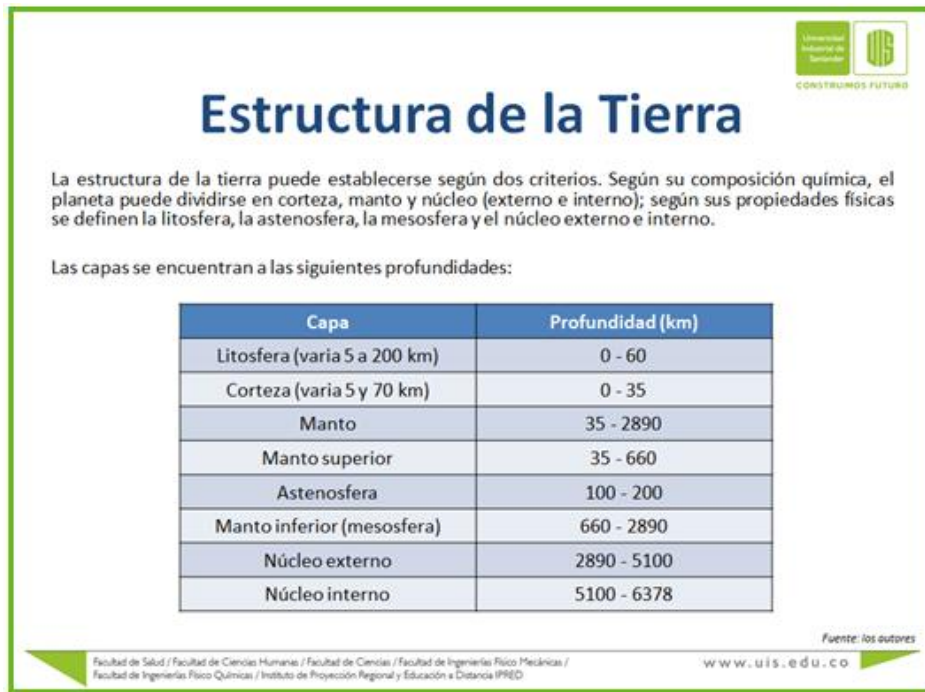 Universidad
Industrial de
Santander
UIS
CONSTRUIMOS FUTURO
Estructura de la Tierra
La estructura de la tierra puede establecerse según dos criterios. Según su composición química, el
planeta puede dividirse en corteza, manto y núcleo (externo e interno); según sus propiedades físicas
se definen la litosfera, la astenosfera, la mesosfera y el núcleo externo e interno.
Las capas se encuentran a las siguientes profundidades:
Capa Profundidad (km)
Litosfera (varia 5 a 200 km) 0 - 60
Corteza (varia 5 y 70 km) 0 - 35
Manto 35 - 2890
Manto superior 35 - 660
Astenosfera 100 - 200
Manto inferior (mesosfera) 660 - 2890
Núcleo externo 2890 - 5100
Núcleo interno 5100 - 6378
Fuente: los autores
Facultad de Salud / Facultad de Ciencias Humanas / Facultad de Ciencias / Facultad de Ingenierías Físico Mecánicas /
Facultad de Ingenierías Físico Químicas / Instituto de Proyección Regional y Educación a Distancia IPRED
www.uis.edu.co